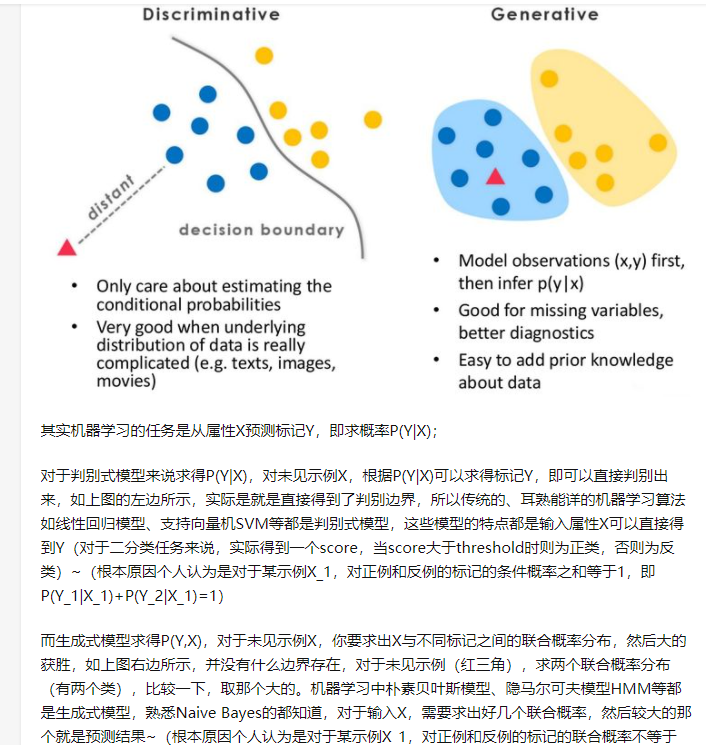 Discriminative
Generative
distant
decision boundary
• Only care about estimating the
conditional probabilities
• Very good when underlying
distribution of data is really
complicated (e.g. texts, images,
movies)
• Model observations (x,y) first,
then infer p(y|x)
• Good for missing variables,
better diagnostics
• Easy to add prior knowledge
about data
其实机器学习的任务是从属性X预测标记Y，即求概率P(Y|X)；
对于判别式模型来说求得P(Y|X)，对未见示例X，根据P(Y|X)可以求得标记Y，即可以直接判别出
来，如上图的左边所示，实际是就是直接得到了判别边界，所以传统的、耳熟能详的机器学习算法
如线性回归模型、支持向量机SVM等都是判别式模型，这些模型的特点都是输入属性X可以直接得
到Y（对于二分类任务来说，实际得到一个score，当score大于threshold时则为正类，否则为反
类）~（根本原因个人认为是对于某示例X_1，对正例和反例的标记的条件概率之和等于1，即
P(Y_1|X_1)+P(Y_2|X_1)=1）
而生成式模型求得P(Y,X)，对于未见示例X，你要求出X与不同标记之间的联合概率分布，然后大的
获胜，如上图右边所示，并没有什么边界存在，对于未见示例（红三角），求两个联合概率分布
（有两个类），比较一下，取那个大的。机器学习中朴素贝叶斯模型、隐马尔可夫模型HMM等都
是生成式模型，熟悉Naive Bayes的都知道，对于输入X，需要求出好几个联合概率，然后较大的那
个就是预测结果~（根本原因个人认为是对于某示例X_1，对正例和反例的标记的联合概率不等于